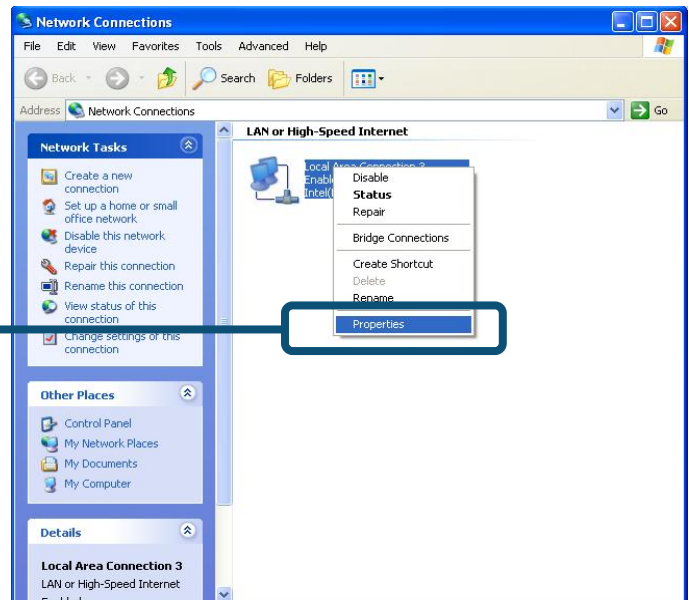 Network Connections
File Edit View Favorites Tools Advanced Help
Back Search Folders
Address Network Connections Go
Network Tasks
Create a new
connection
Set up a home or small
office network
Disable this network
device
Repair this connection
Rename this connection
View status of this
connection
Change settings of this
connection
Other Places
Control Panel
My Network Places
My Documents
My Computer
Details
Local Area Connection 3
LAN or High-Speed Internet
LAN or High-Speed Internet
Local Area Connection 3
Disable
Status
Repair
Bridge Connections
Create Shortcut
Delete
Rename
Properties